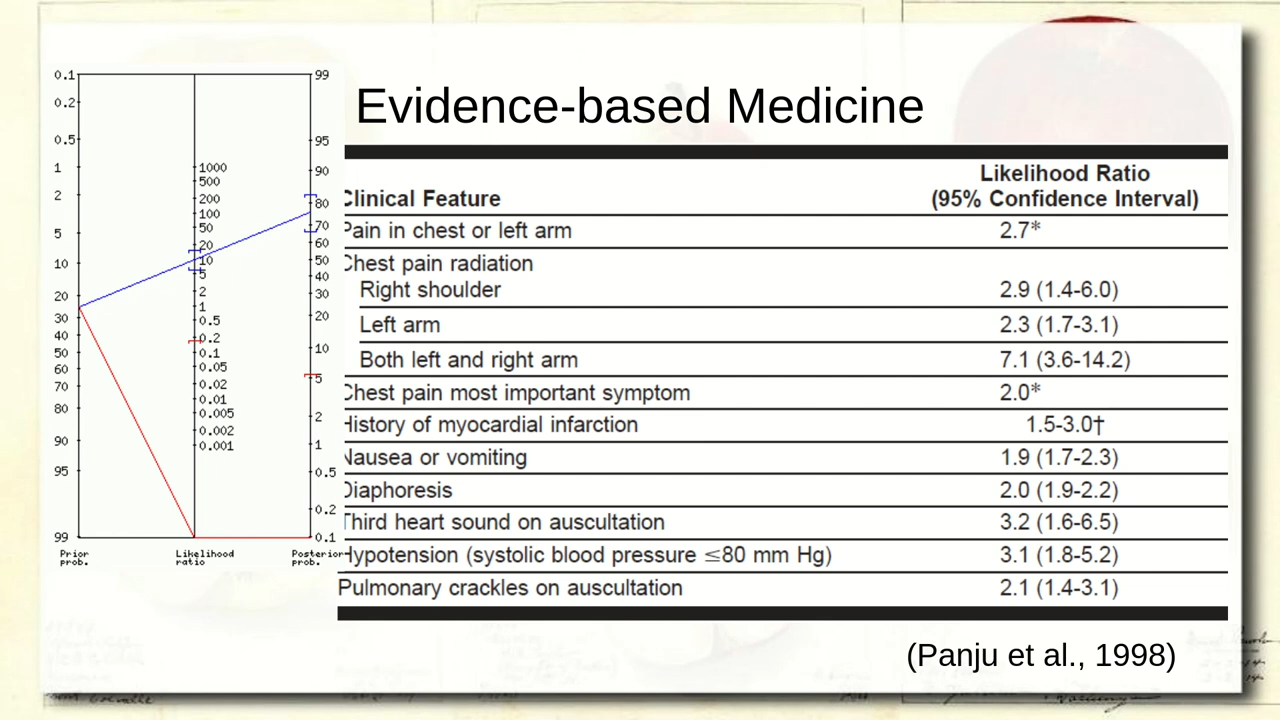 Evidence-based Medicine
0.1
0.2
0.5
1
2
5
10
20
30
40
50
60
70
80
90
95
99
Prior
prob.
1000
500
200
100
50
20
10
5
2
1
0.5
0.2
0.1
0.05
0.02
0.01
0.005
0.002
0.001
Likelihood
ratio
99
95
90
80
70
60
50
40
30
20
10
5
2
1
0.5
0.2
0.1
Posterior
prob.
Likelihood Ratio
Clinical Feature (95% Confidence Interval)
Pain in chest or left arm 2.7*
Chest pain radiation
Right shoulder 2.9 (1.4-6.0)
Left arm 2.3 (1.7-3.1)
Both left and right arm 7.1 (3.6-14.2)
Chest pain most important symptom 2.0*
History of myocardial infarction 1.5-3.0†
Nausea or vomiting 1.9 (1.7-2.3)
Diaphoresis 2.0 (1.9-2.2)
Third heart sound on auscultation 3.2 (1.6-6.5)
Hypotension (systolic blood pressure ≤80 mm Hg) 3.1 (1.8-5.2)
Pulmonary crackles on auscultation 2.1 (1.4-3.1)
(Panju et al., 1998)